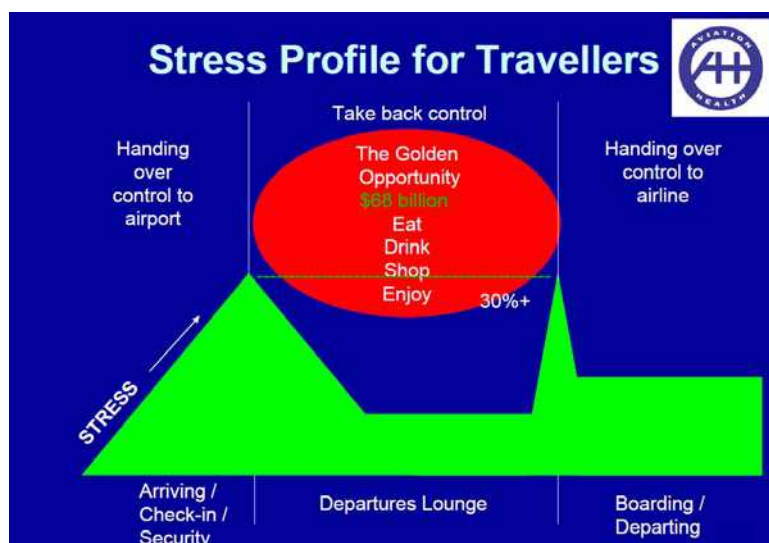 Stress Profile for Travellers
AVIATION
AH
HEALTH
Take back control
Handing
over
control to
airport
The Golden
Opportunity
$68 billion
Eat
Drink
Shop
Enjoy
30%+
Handing over
control to
airline
STRESS
Arriving /
Check-in /
Security
Departures Lounge
Boarding /
Departing